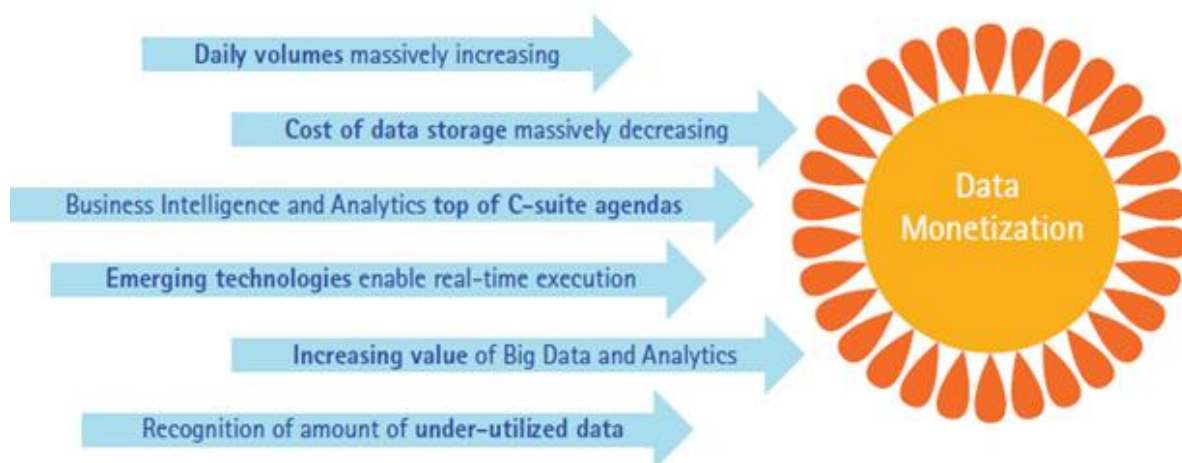 Daily volumes massively increasing
Cost of data storage massively decreasing
Business Intelligence and Analytics top of C-suite agendas
Emerging technologies enable real-time execution
Increasing value of Big Data and Analytics
Recognition of amount of under-utilized data
Data
Monetization